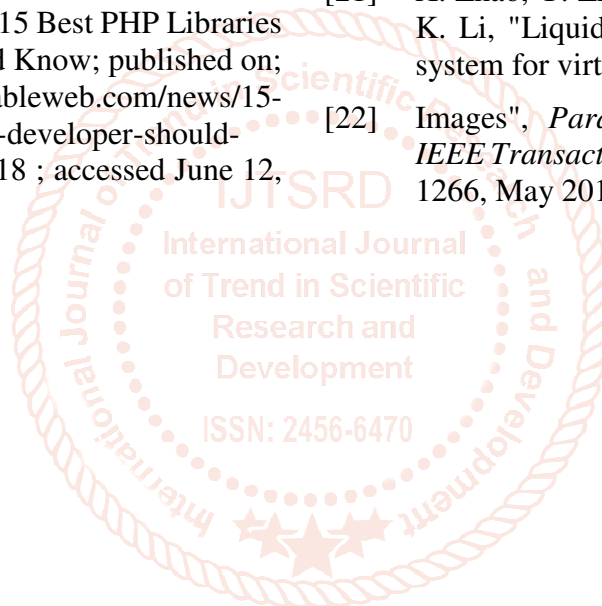 15 Best PHP Libraries
d Know; published on;
ableweb.com/news/15-
-developer-should-
18 ; accessed June 12,
K. Li, "Liquid
system for virt
[22] Images", Para
IEEE Transact
1266, May 201
International Journal of Trend in Scientific Research and Development
IJTSRD
International Journal
of Trend in Scientific
Research and
Development
ISSN: 2456-6470